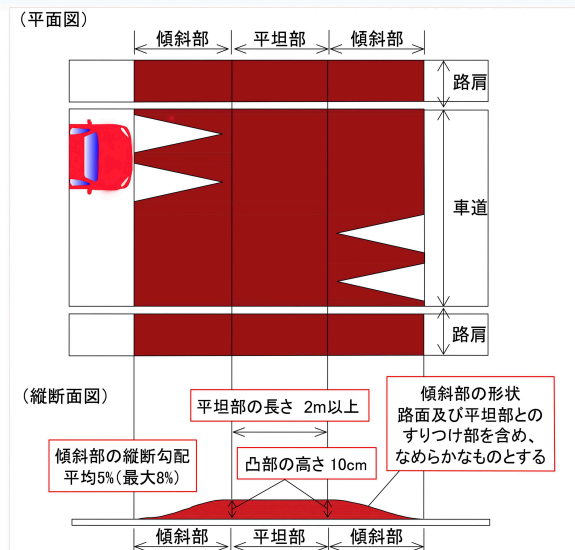 （平面図）
傾斜部
平坦部
傾斜部
路肩
車道
路肩
（縦断面図）
平坦部の長さ 2m以上
傾斜部の形状
路面及び平坦部との
すりつけ部を含め、
なめらかなものとする
傾斜部の縦断勾配
平均5%(最大8%)
凸部の高さ 10cm
傾斜部
平坦部
傾斜部